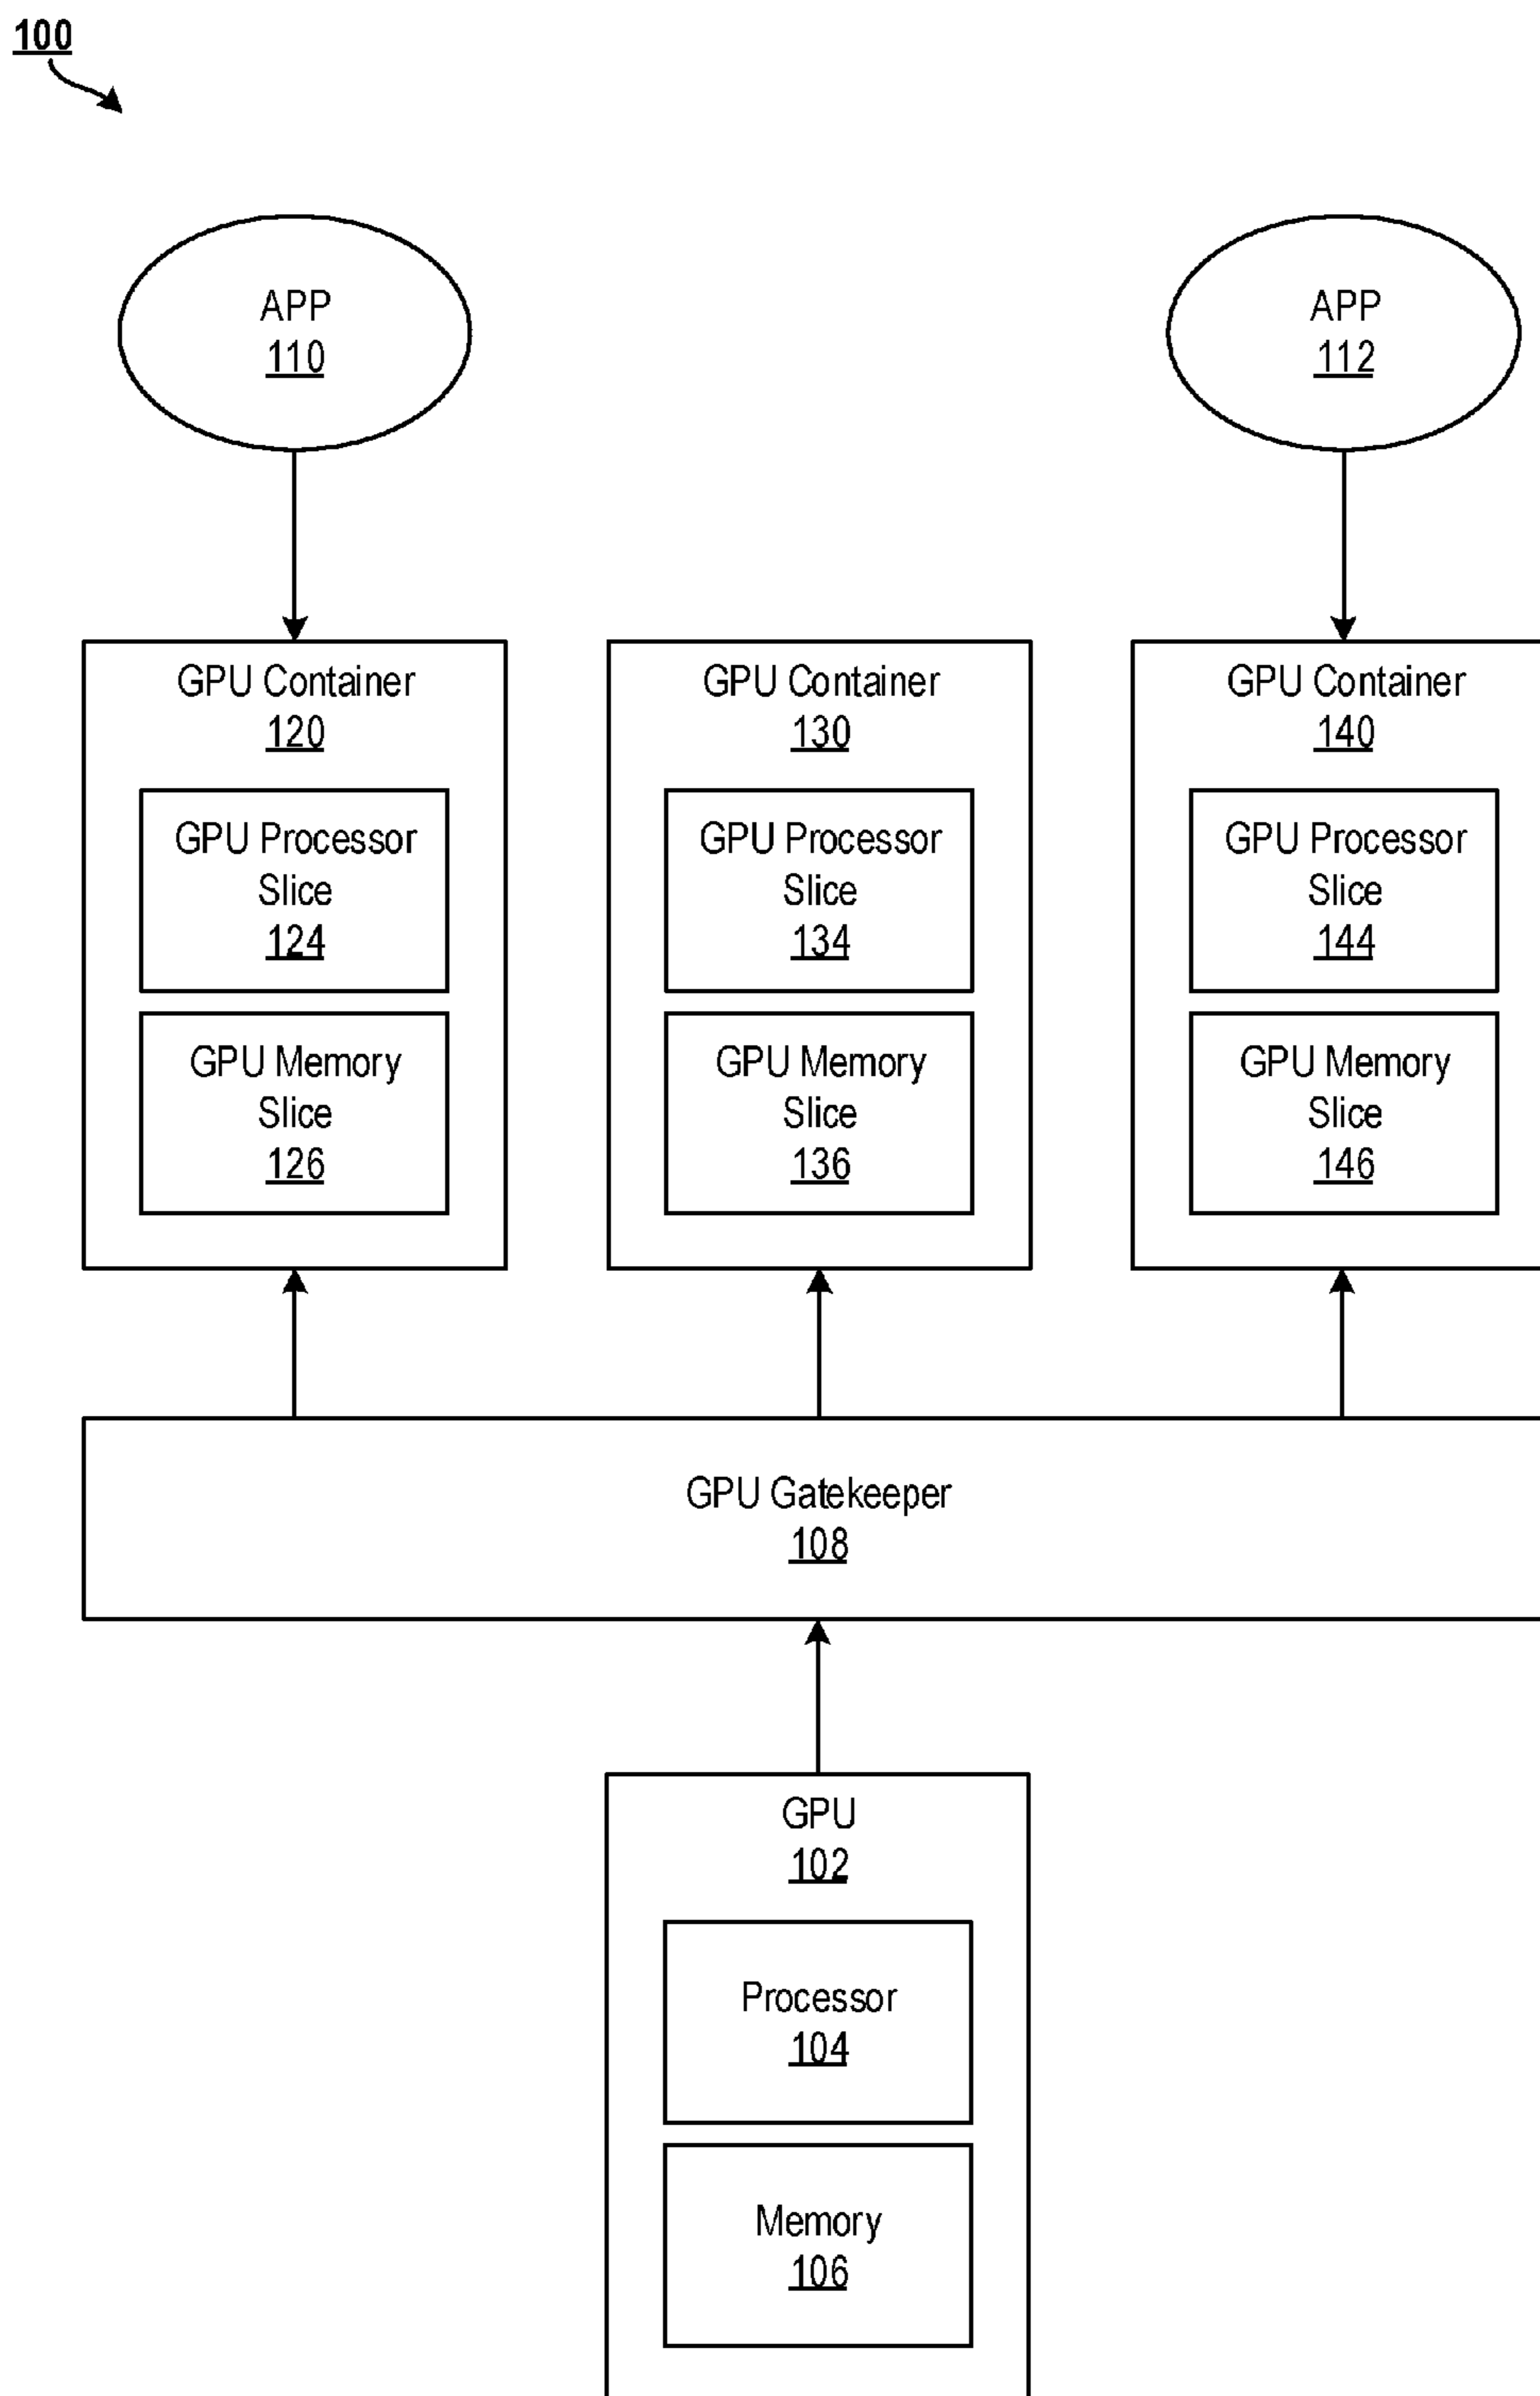 100
APP
110
APP
112
GPU Container
120
GPU Processor
Slice
124
GPU Memory
Slice
126
GPU Container
130
GPU Processor
Slice
134
GPU Memory
Slice
136
GPU Container
140
GPU Processor
Slice
144
GPU Memory
Slice
146
GPU Gatekeeper
108
GPU
102
Processor
104
Memory
106